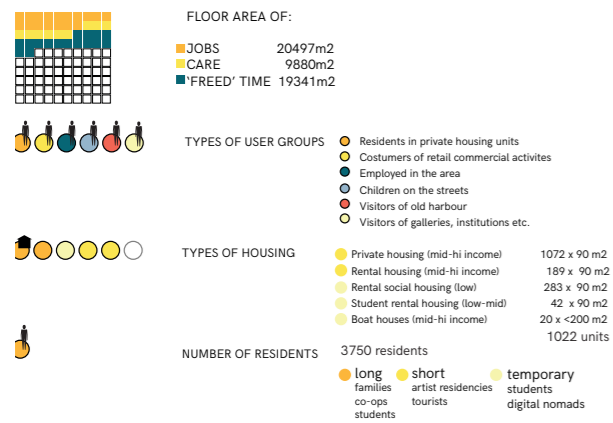 FLOOR AREA OF:
JOBS 20497m2
CARE 9880m2
'FREED' TIME 19341m2
TYPES OF USER GROUPS
Residents in private housing units
Costumers of retail commercial activites
Employed in the area
Children on the streets
Visitors of old harbour
Visitors of galleries, institutions etc.
TYPES OF HOUSING
Private housing (mid-hi income) 1072 x 90 m2
Rental housing (mid-hi income) 189 x 90 m2
Rental social housing (low) 283 x 90 m2
Student rental housing (low-mid) 42 x 90 m2
Boat houses (mid-hi income) 20 x <200 m2
1022 units
NUMBER OF RESIDENTS
3750 residents
long
families
co-ops
students
short
artist residencies
tourists
temporary
students
digital nomads